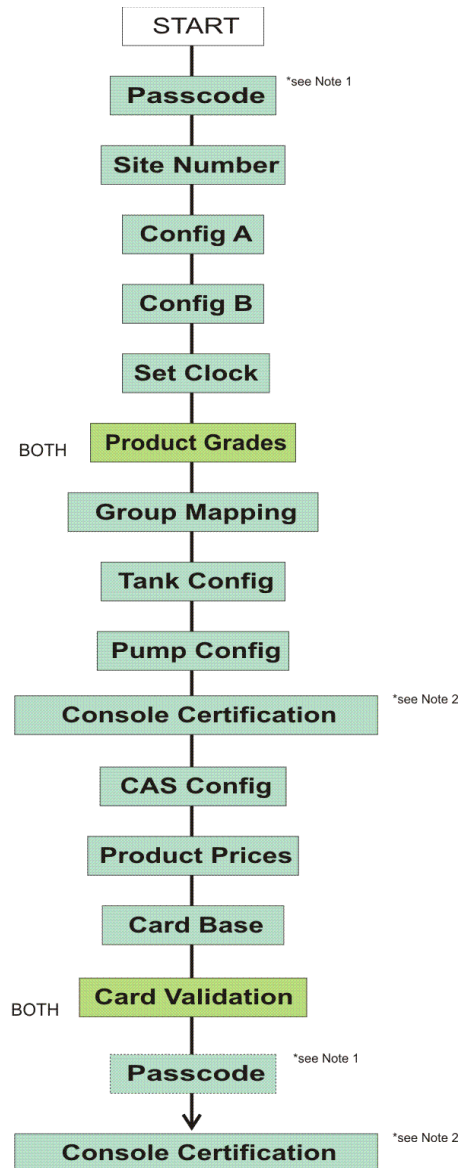 START
Passcode *see Note 1
Site Number
Config A
Config B
Set Clock
BOTH Product Grades
Group Mapping
Tank Config
Pump Config
Console Certification *see Note 2
CAS Config
Product Prices
Card Base
BOTH Card Validation
Passcode *see Note 1
Console Certification *see Note 2